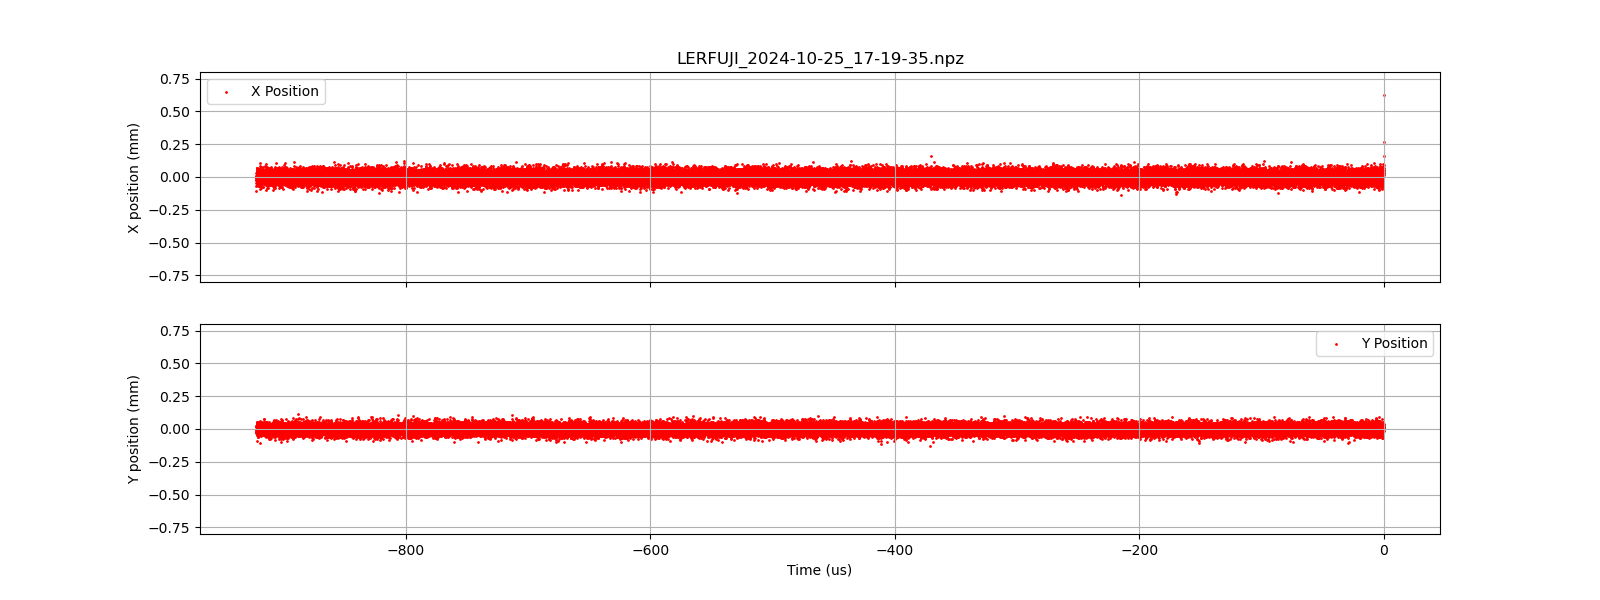 LERFUJI_2024-10-25_17-19-35.npz
X Position
X position (mm)
0.75
0.50
0.25
0.00
−0.25
−0.50
−0.75
Y Position
Y position (mm)
0.75
0.50
0.25
0.00
−0.25
−0.50
−0.75
−800 −600 −400 −200 0
Time (us)